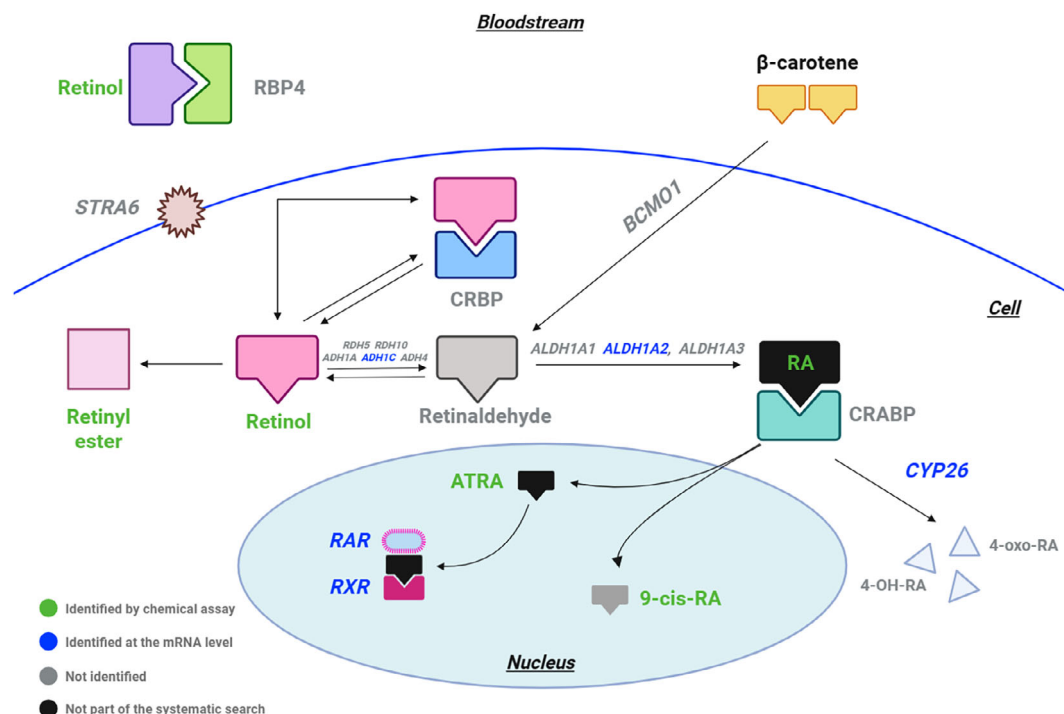 Bloodstream
Retinol
RBP4
β-carotene
STRA6
BCMO1
CRBP
Cell
RDH5 RDH10
ADH1A ADH1C ADH4
ALDH1A1 ALDH1A2, ALDH1A3
RA
Retinyl
ester
Retinol
Retinaldehyde
CRABP
ATRA
CYP26
RAR
RXR
9-cis-RA
4-oxo-RA
4-OH-RA
Nucleus
Identified by chemical assay
Identified at the mRNA level
Not identified
Not part of the systematic search